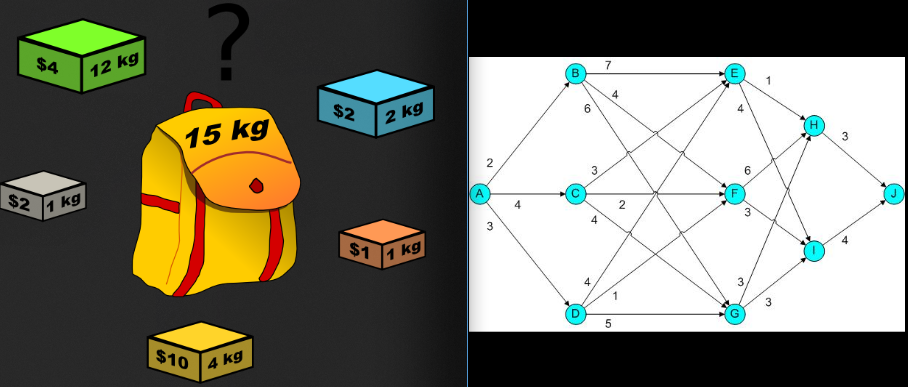 ?
$4 12 kg
15 kg
$2 2 kg
$2 1 kg
$1 1 kg
$10 4 kg
B 7 E
4 1
6 4
H
2 3
3 6
A 4 C 2 F J
3 4 3 4
I
4 3
1 3
D 5 G